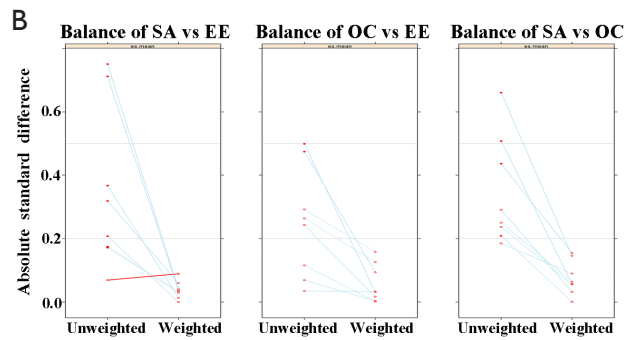 B
Balance of SA vs EE Balance of OC vs EE Balance of SA vs OC
es.mean es.mean es.mean
Absolute standard difference
0.6
0.4
0.2
0.0
Unweighted Weighted Unweighted Weighted Unweighted Weighted